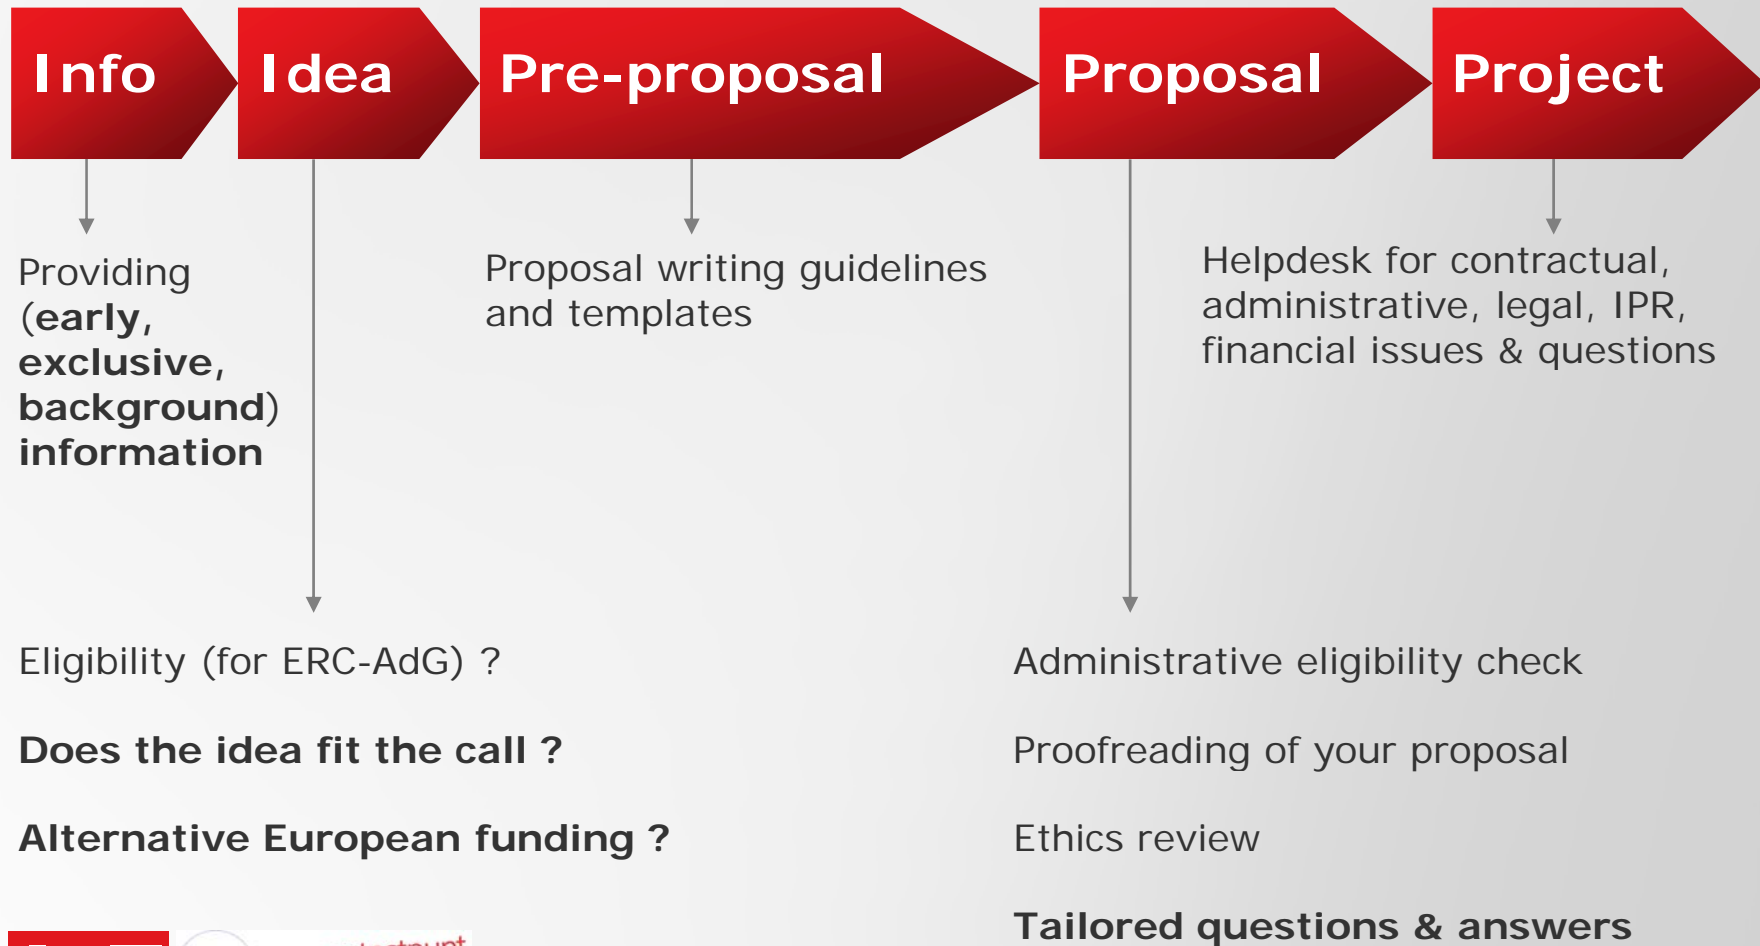 Info
Idea
Pre-proposal
Proposal
Project
Providing
(early,
exclusive,
background)
information
Proposal writing guidelines
and templates
Helpdesk for contractual,
administrative, legal, IPR,
financial issues & questions
Eligibility (for ERC-AdG) ?
Does the idea fit the call ?
Alternative European funding ?
Administrative eligibility check
Proofreading of your proposal
Ethics review
Tailored questions & answers